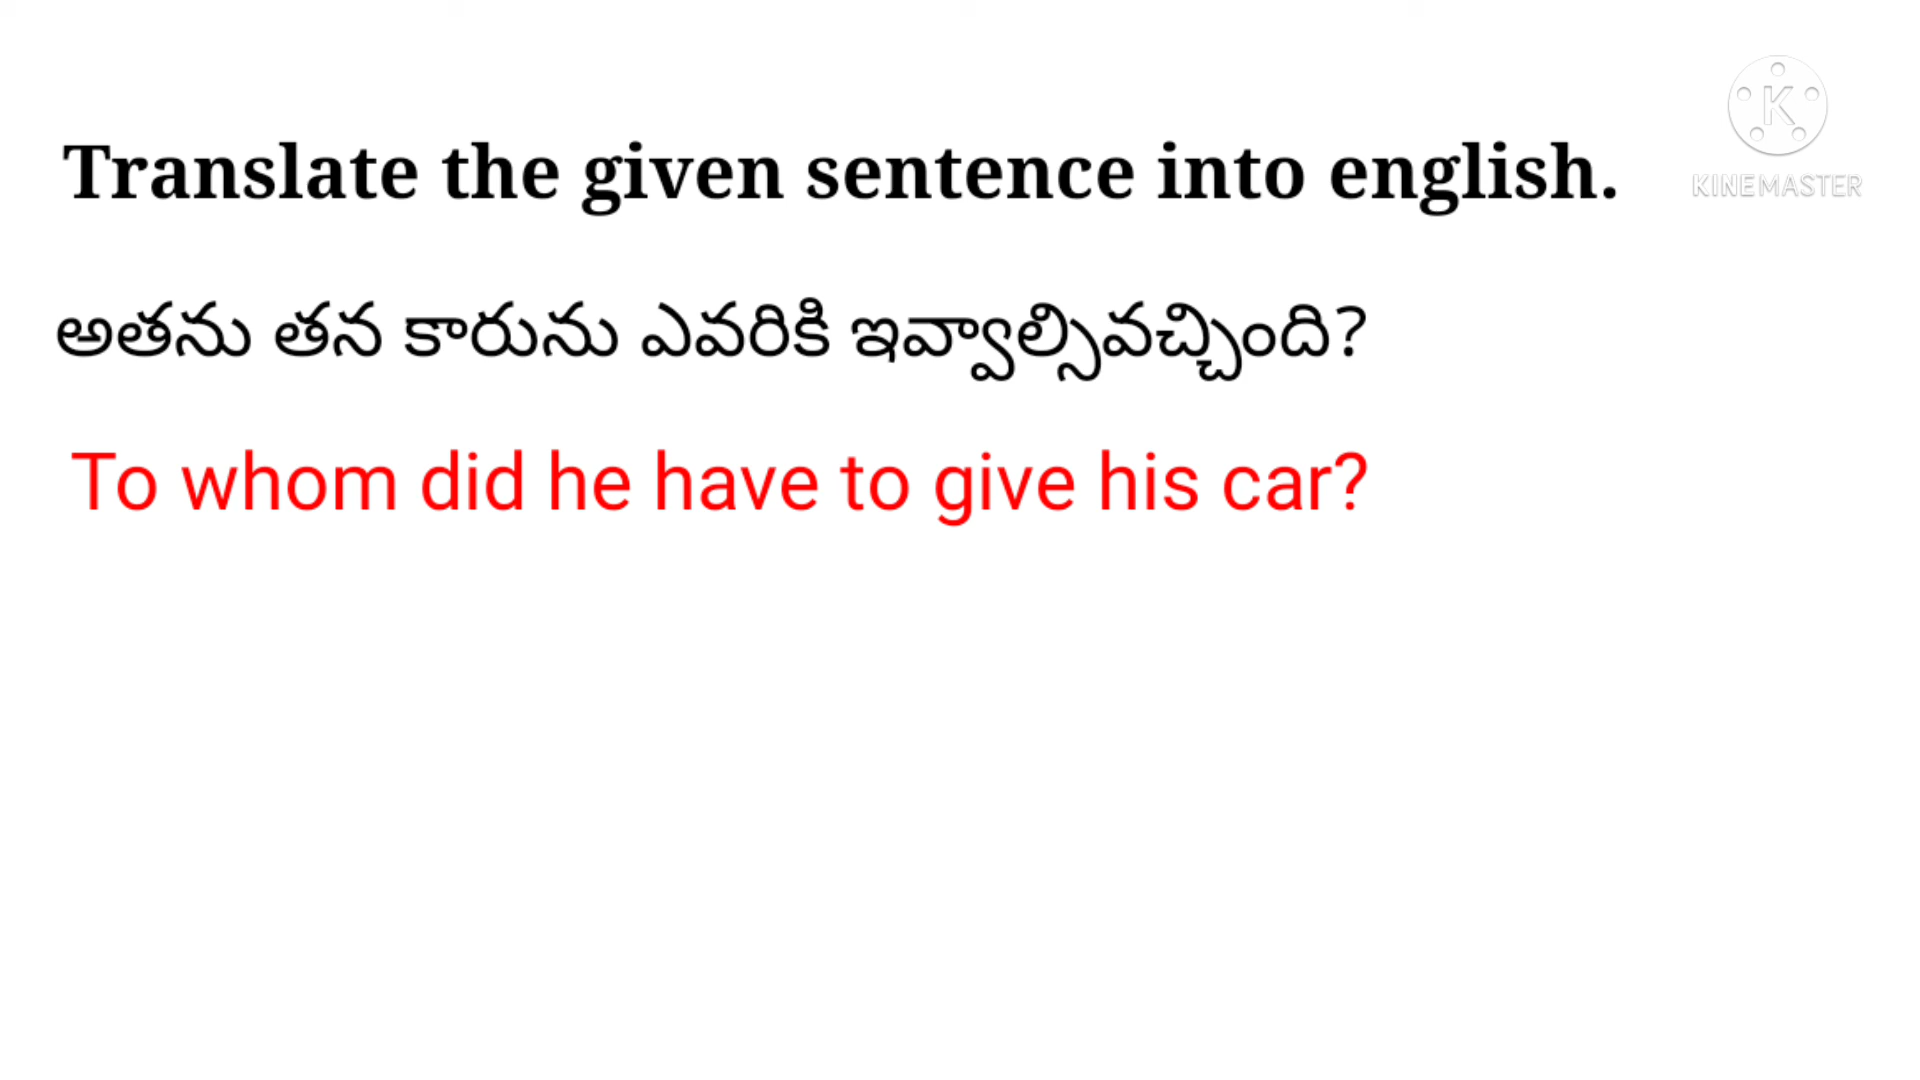 KINEMASTER
Translate the given sentence into english.
అతను తన కారును ఎవరికి ఇవ్వాల్సివచ్చింది?
To whom did he have to give his car?